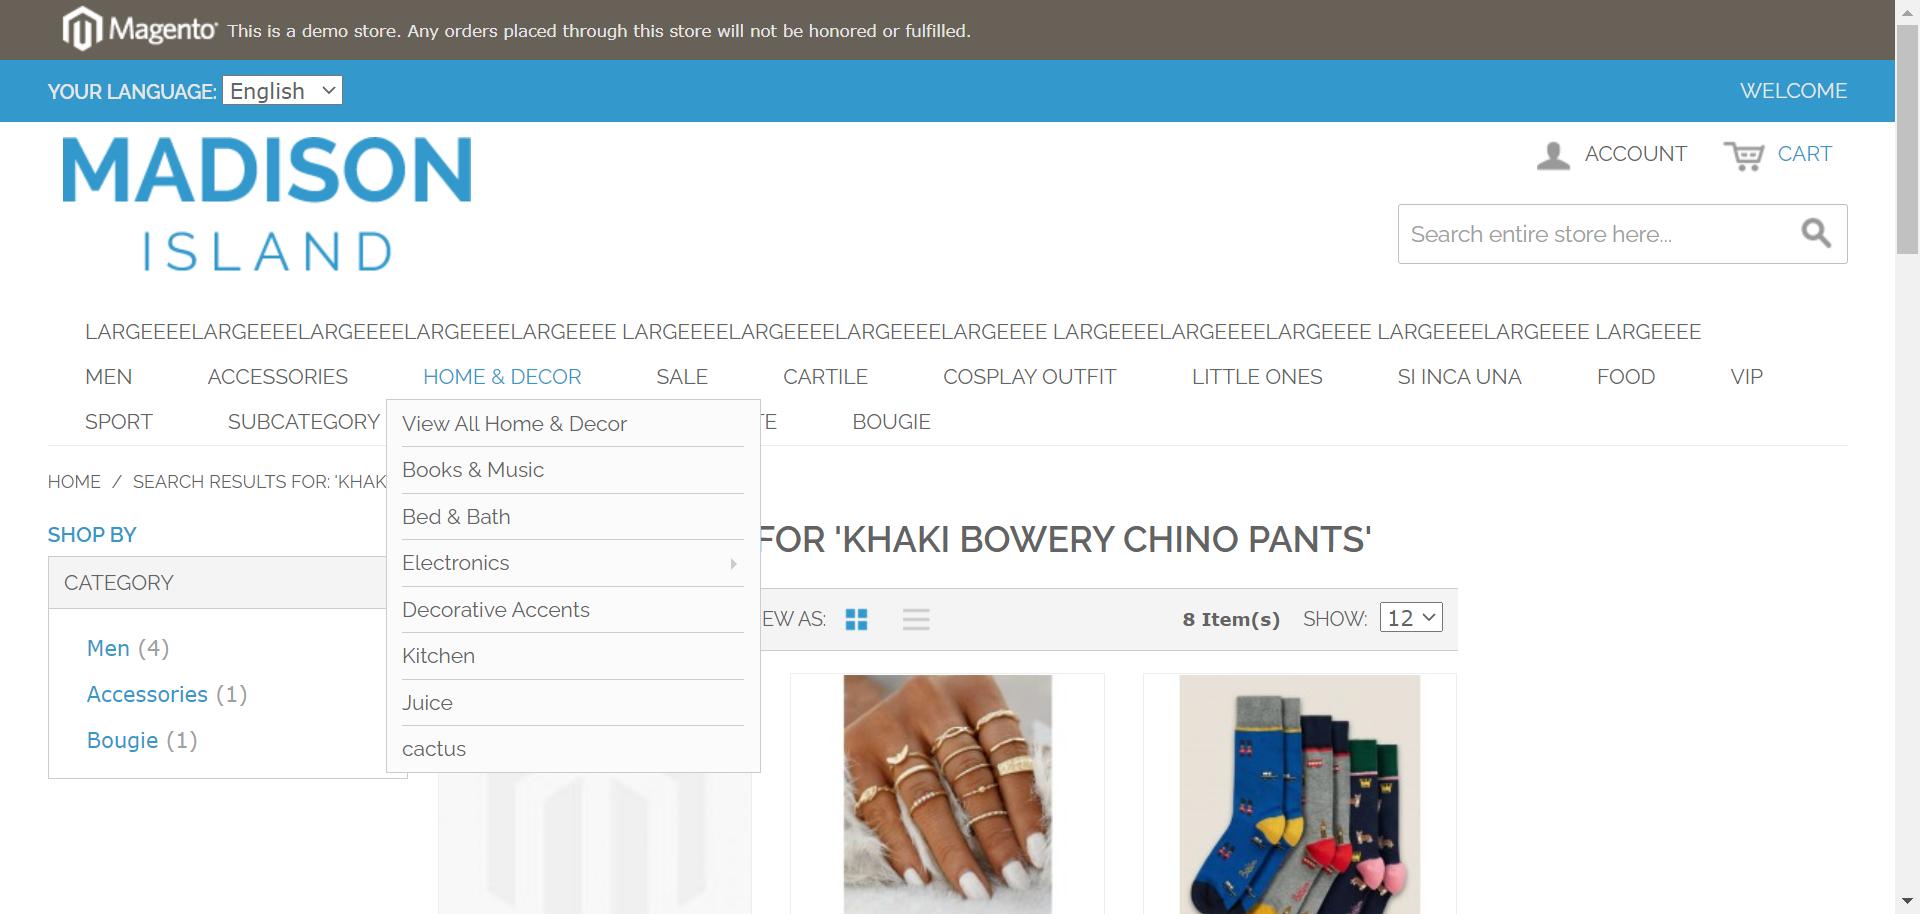 Magento This is a demo store. Any orders placed through this store will not be honored or fulfilled.
YOUR LANGUAGE: English WELCOME
MADISON
ISLAND
ACCOUNT CART
Search entire store here...
LARGEEEELARGEEEELARGEEEELARGEEEELARGEEEE LARGEEEELARGEEEELARGEEEELARGEEEE LARGEEEELARGEEEELARGEEEE LARGEEEELARGEEEE LARGEEEE
MEN ACCESSORIES HOME & DECOR SALE CARTILE COSPLAY OUTFIT LITTLE ONES SI INCA UNA FOOD VIP
SPORT SUBCATEGORY TE BOUGIE
View All Home & Decor
Books & Music
Bed & Bath
Electronics
Decorative Accents
Kitchen
Juice
cactus
HOME / SEARCH RESULTS FOR: 'KHAK
SHOP BY
CATEGORY
Men (4)
Accessories (1)
Bougie (1)
FOR 'KHAKI BOWERY CHINO PANTS'
EW AS: 8 Item(s) SHOW: 12